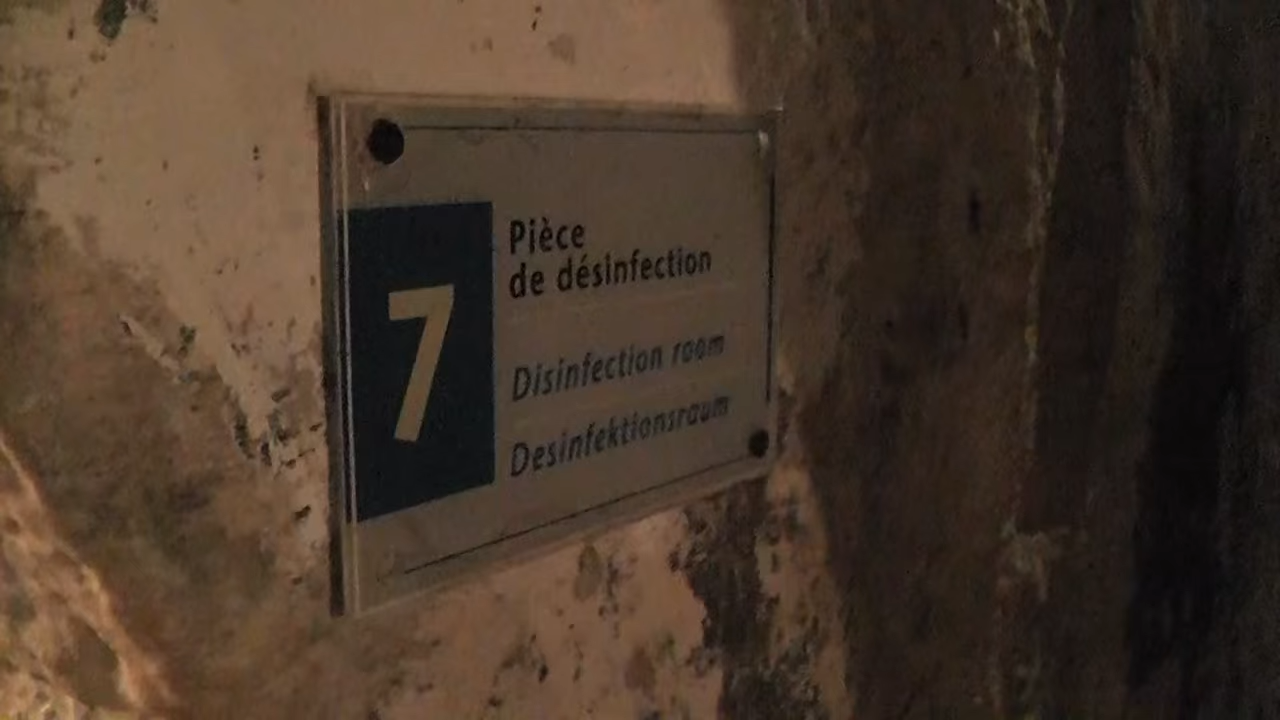 7
Pièce
de désinfection
Disinfection room
Desinfektionsraum